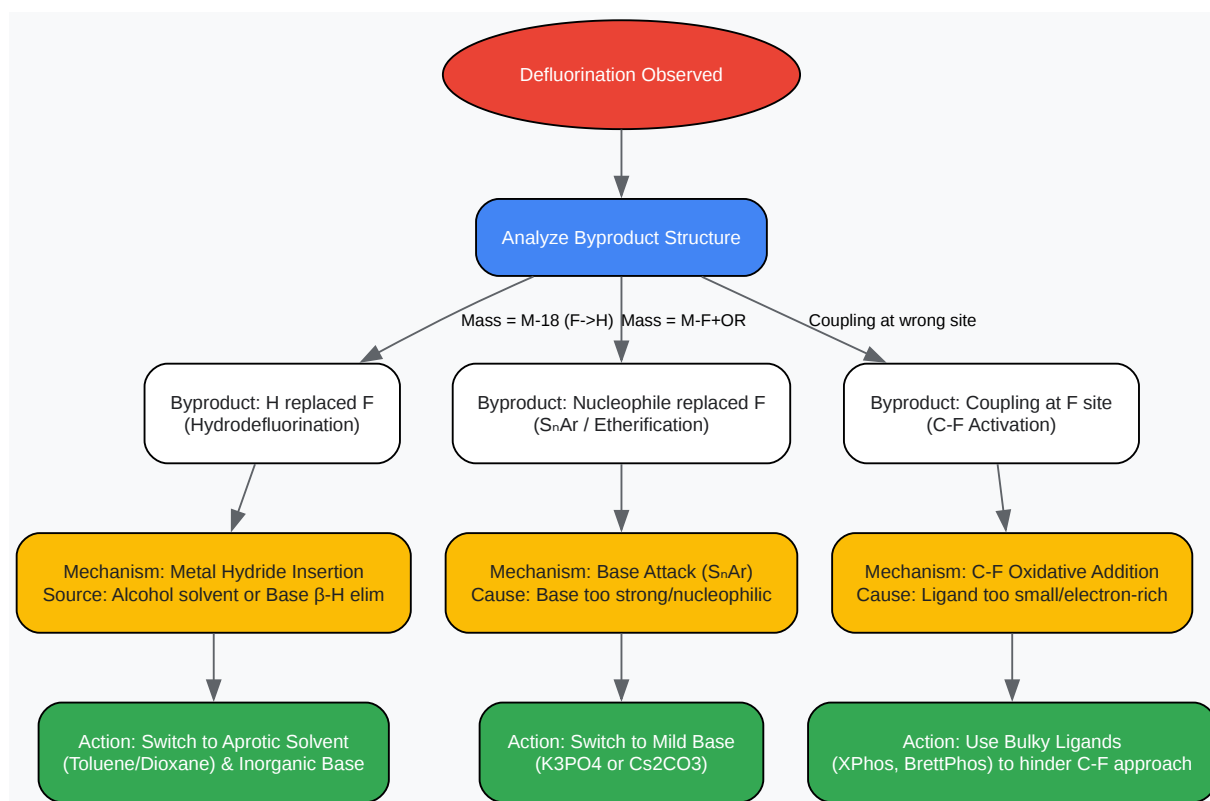 Defluorination Observed
Analyze Byproduct Structure
Mass = M-18 (F->H)
Mass = M-F+OR
Coupling at wrong site
Byproduct: H replaced F
(Hydrodefluorination)
Byproduct: Nucleophile replaced F
(SₙAr / Etherification)
Byproduct: Coupling at F site
(C-F Activation)
Mechanism: Metal Hydride Insertion
Source: Alcohol solvent or Base β-H elim
Mechanism: Base Attack (SₙAr)
Cause: Base too strong/nucleophilic
Mechanism: C-F Oxidative Addition
Cause: Ligand too small/electron-rich
Action: Switch to Aprotic Solvent
(Toluene/Dioxane) & Inorganic Base
Action: Switch to Mild Base
(K3PO4 or Cs2CO3)
Action: Use Bulky Ligands
(XPhos, BrettPhos) to hinder C-F approach